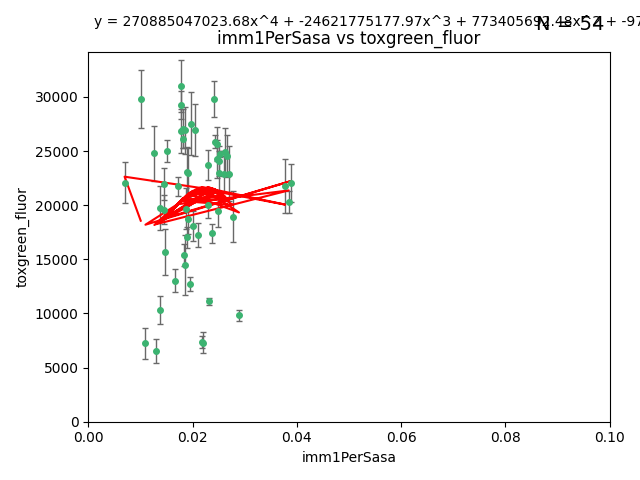 y = 270885047023.68x^4 + -24621775177.97x^3 + 773405692.48x^2 + -97
N = 54
imm1PerSasa vs toxgreen_fluor
30000
25000
20000
15000
10000
5000
0
toxgreen_fluor
0.00 0.02 0.04 0.06 0.08 0.10
imm1PerSasa